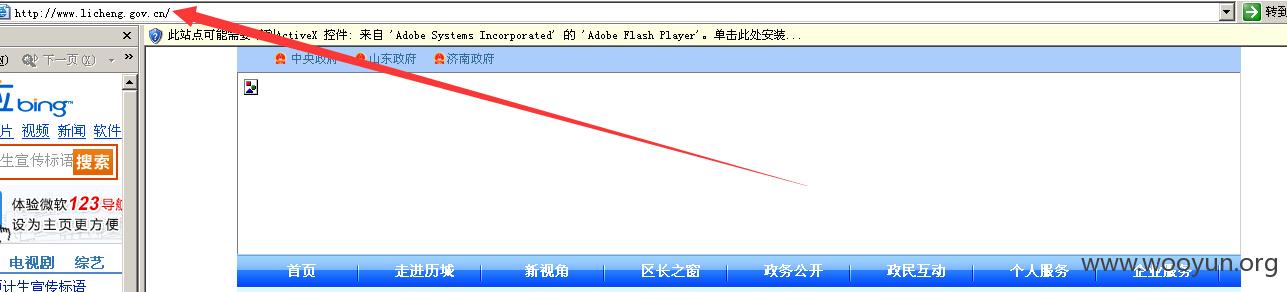 http://www.licheng.gov.cn/
转到
此站点可能需要 ActiveX 控件: 来自 'Adobe Systems Incorporated' 的 'Adobe Flash Player'。单击此处安装...
下一页(X)
中央政府 山东政府 济南政府
bing™
片 视频 新闻 软件
生宣传标语 搜索
体验微软123导航
设为主页更方便
电视剧 综艺
计生宣传标语
首页 走进历城 新视角 区长之窗 政务公开 政民互动 个人服务 企业服务
www.wooyun.org